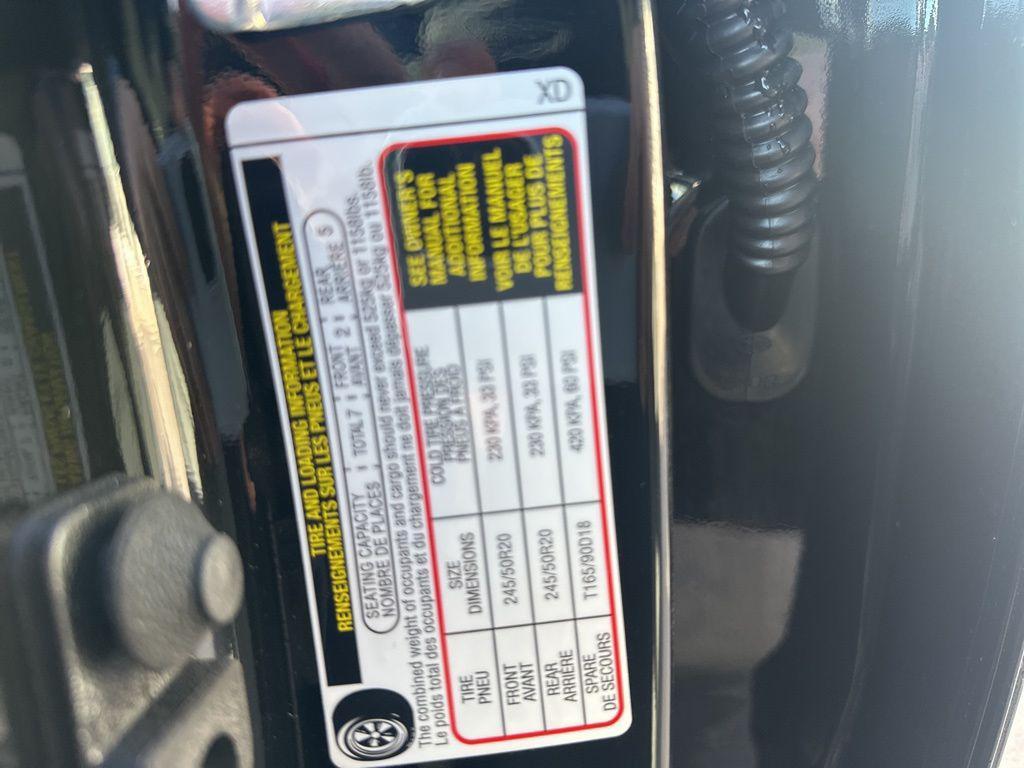 XD
TIRE AND LOADING INFORMATION
RENSEIGNEMENTS SUR LES PNEUS ET LE CHARGEMENT
SEATING CAPACITY TOTAL 7 FRONT 2 REAR 5
NOMBRE DE PLACES AVANT ARRIÈRE
The combined weight of occupants and cargo should never exceed 525kg or 1158lbs.
Le poids total des occupants et du chargement ne doit jamais dépasser 525kg ou 1158lb.
TIRE SIZE COLD TIRE PRESSURE
PNEU DIMENSIONS PRESSION DES PNEUS À FROID
FRONT 245/50R20 230 KPA, 33 PSI
AVANT
REAR 245/50R20 230 KPA, 33 PSI
ARRIÈRE
SPARE T165/90D18 420 KPA, 60 PSI
DE SECOURS
SEE OWNER'S
MANUAL FOR
ADDITIONAL
INFORMATION
VOIR LE MANUEL
DE L'USAGER
POUR PLUS DE
RENSEIGNEMENTS